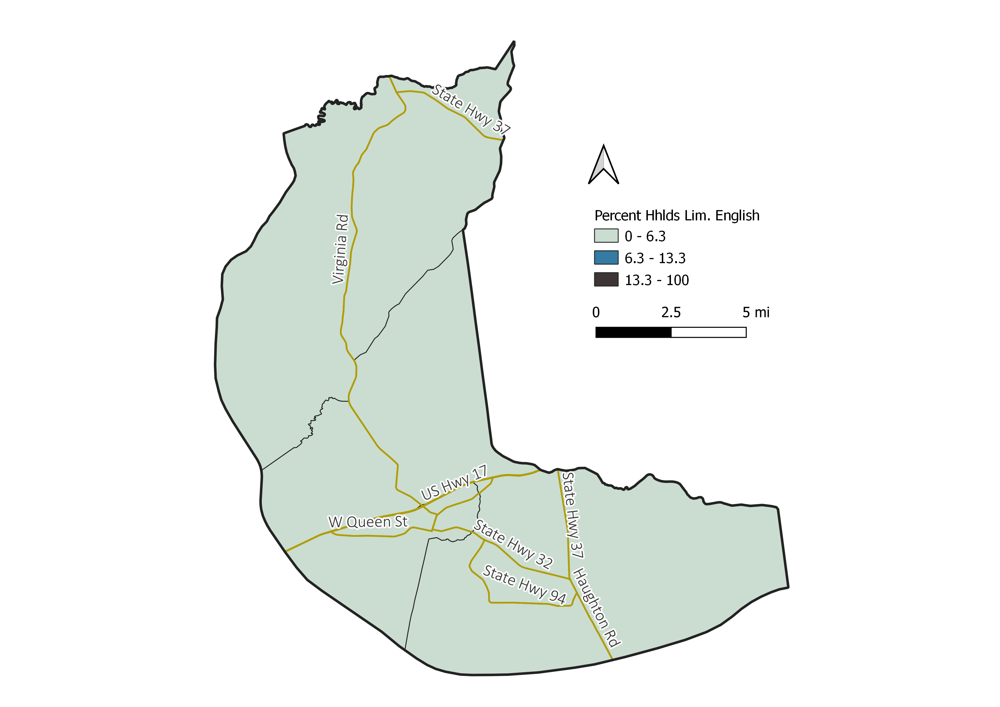 State Hwy 37
Virginia Rd
Percent Hhlds Lim. English
0 - 6.3
6.3 - 13.3
13.3 - 100
0 2.5 5 mi
US Hwy 17
W Queen St
State Hwy 37
State Hwy 32
State Hwy 94
Haughton Rd